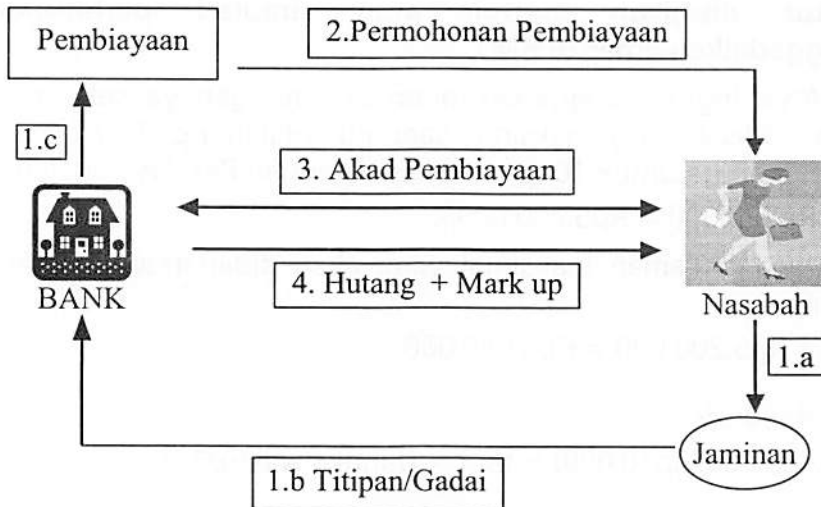 Pembiayaan
2.Permohonan Pembiayaan
1.c
3. Akad Pembiayaan
BANK
4. Hutang + Mark up
Nasabah
1.a
Jaminan
1.b Titipan/Gadai